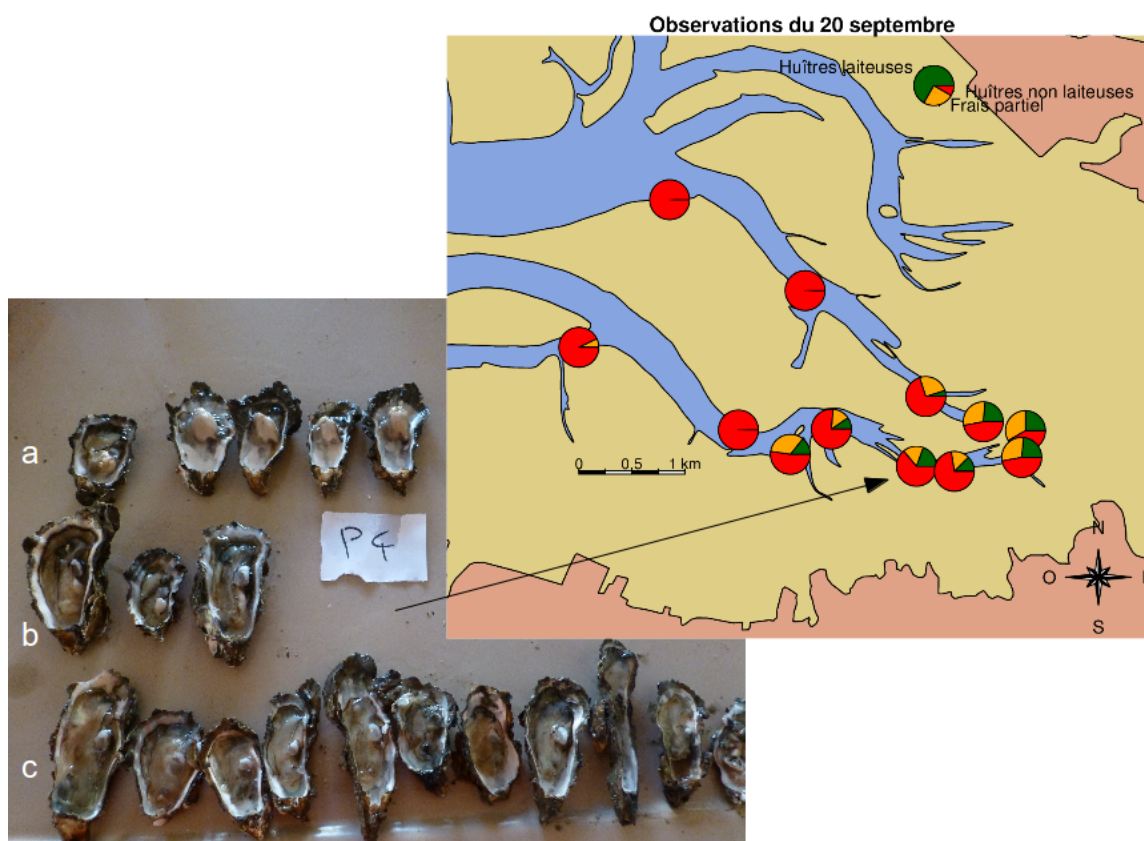 Observations du 20 septembre
Huîtres laiteuses
Huîtres non laiteuses
Frais partiel
0 0.5 1 km
N
O
S
a
b
c
P4